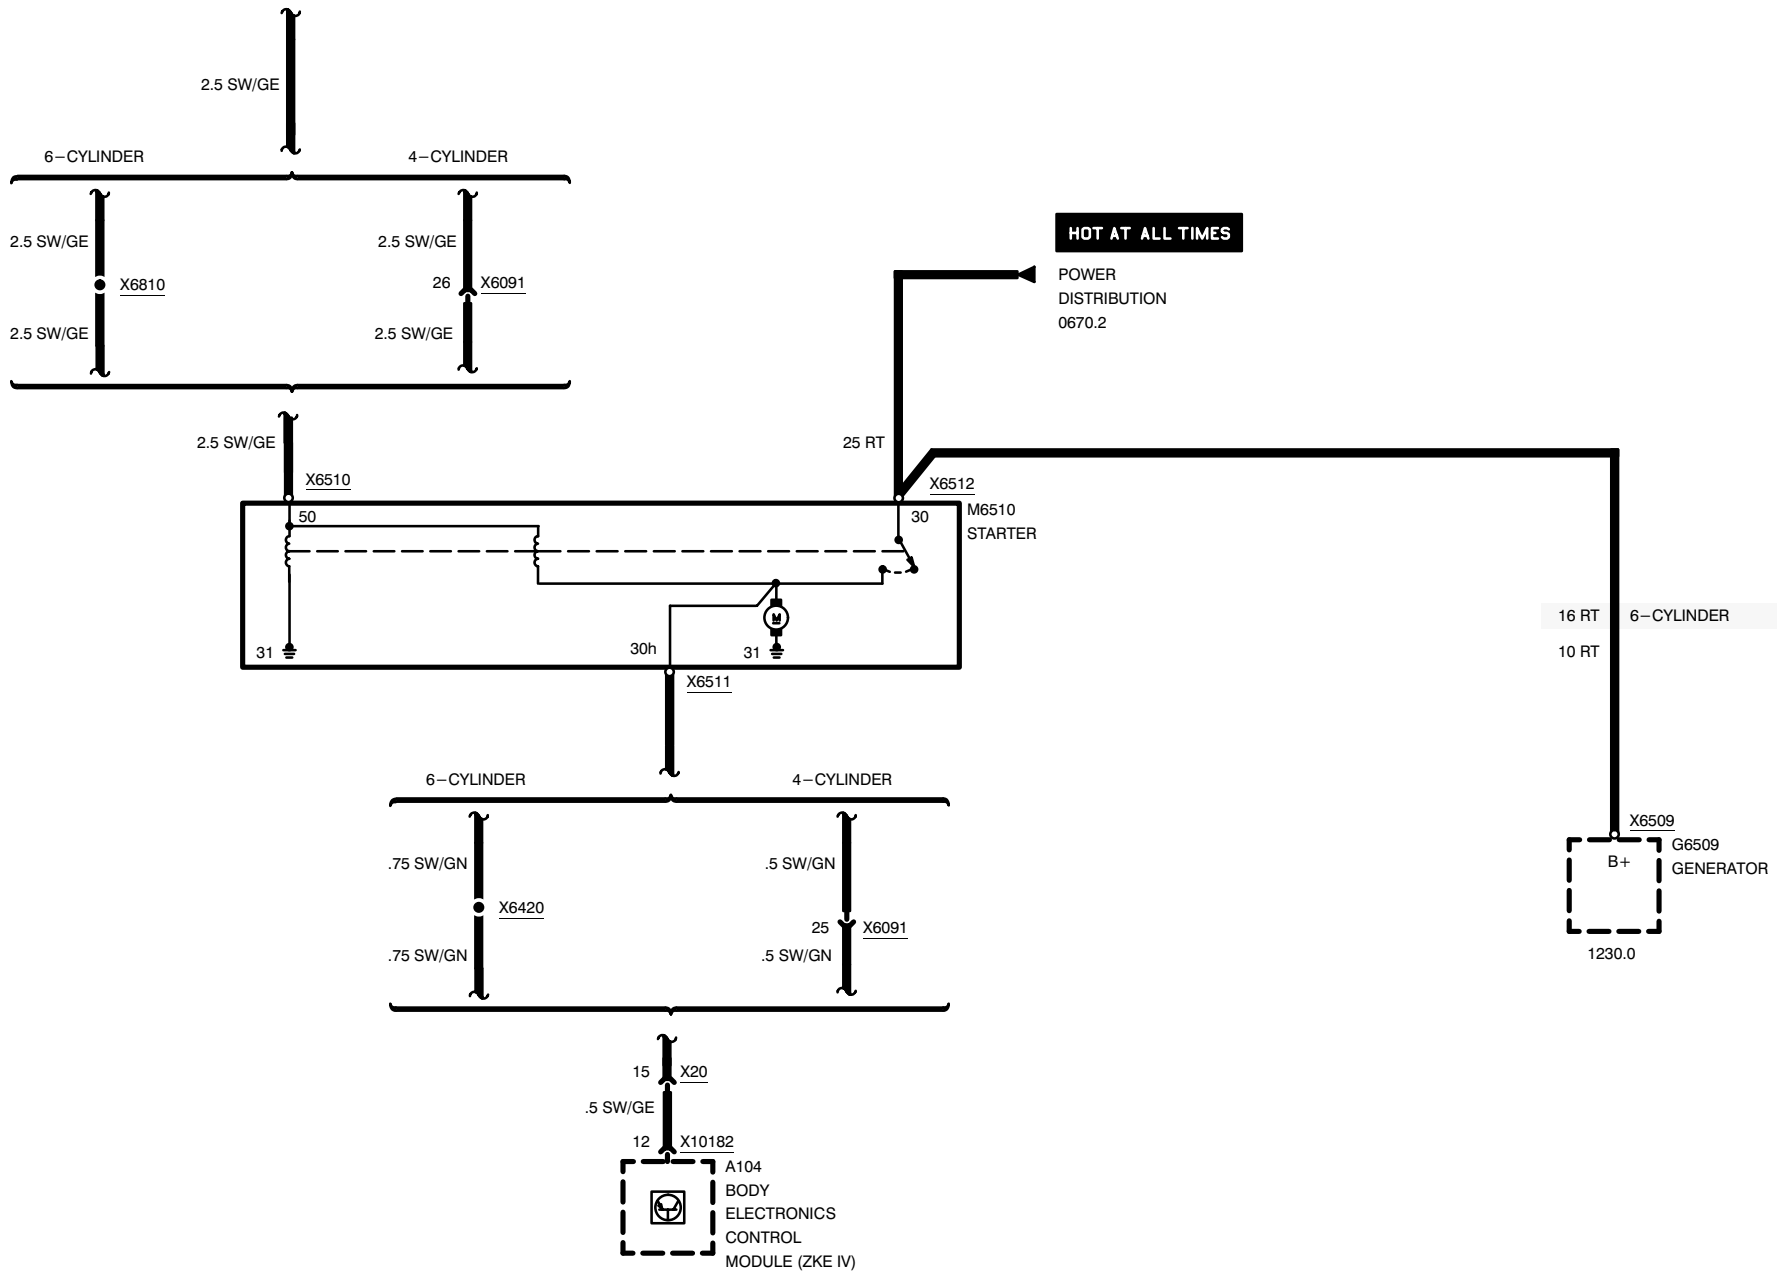 2.5 SW/GE
6–CYLINDER
4–CYLINDER
2.5 SW/GE
2.5 SW/GE
X6810
26
X6091
2.5 SW/GE
2.5 SW/GE
HOT AT ALL TIMES
POWER
DISTRIBUTION
0670.2
2.5 SW/GE
25 RT
X6510
X6512
50
30
M6510
STARTER
M
31
30h
31
X6511
16 RT
6–CYLINDER
10 RT
6–CYLINDER
4–CYLINDER
X6509
B+
G6509
GENERATOR
1230.0
.75 SW/GN
.5 SW/GN
X6420
25
X6091
.75 SW/GN
.5 SW/GN
15
X20
.5 SW/GE
12
X10182
A104
BODY
ELECTRONICS
CONTROL
MODULE (ZKE IV)